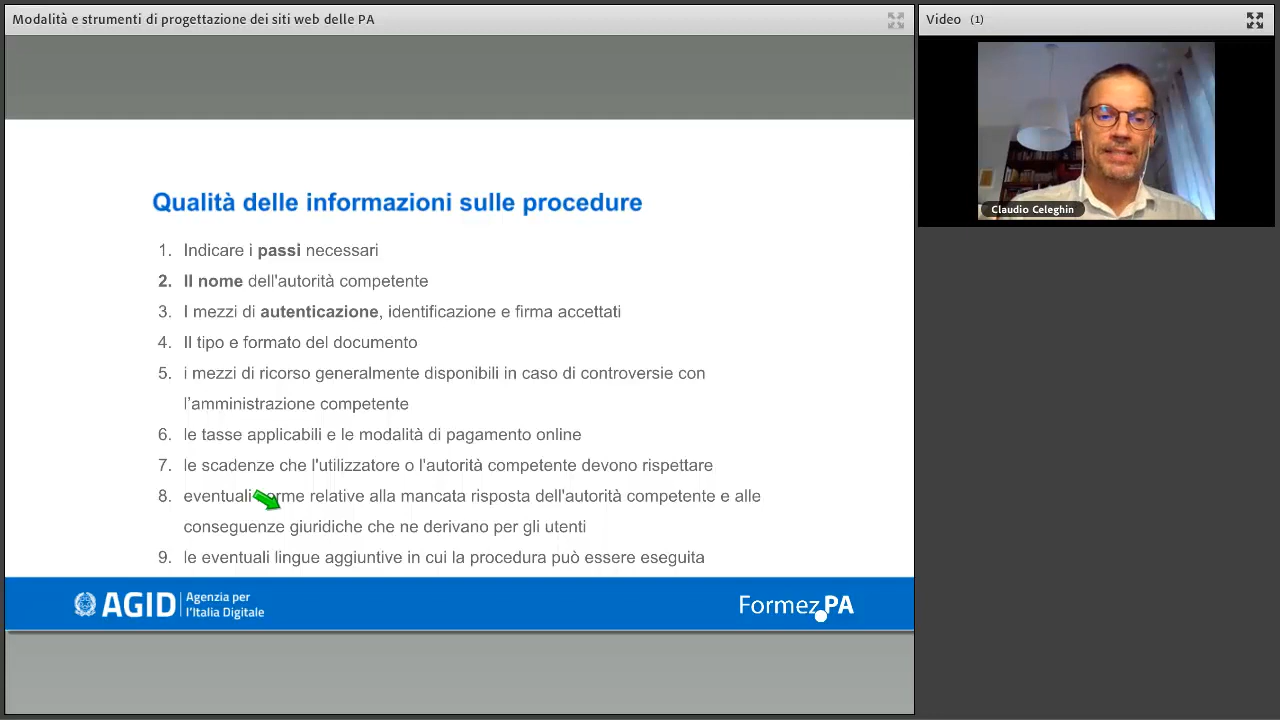 Modalità e strumenti di progettazione dei siti web delle PA
Video (1)
Claudio Celeghin
Qualità delle informazioni sulle procedure
1. Indicare i passi necessari
2. Il nome dell'autorità competente
3. I mezzi di autenticazione, identificazione e firma accettati
4. Il tipo e formato del documento
5. i mezzi di ricorso generalmente disponibili in caso di controversie con
l’amministrazione competente
6. le tasse applicabili e le modalità di pagamento online
7. le scadenze che l'utilizzatore o l'autorità competente devono rispettare
8. eventuali norme relative alla mancata risposta dell'autorità competente e alle
conseguenze giuridiche che ne derivano per gli utenti
9. le eventuali lingue aggiuntive in cui la procedura può essere eseguita
AGID
Agenzia per
l'Italia Digitale
Formez PA